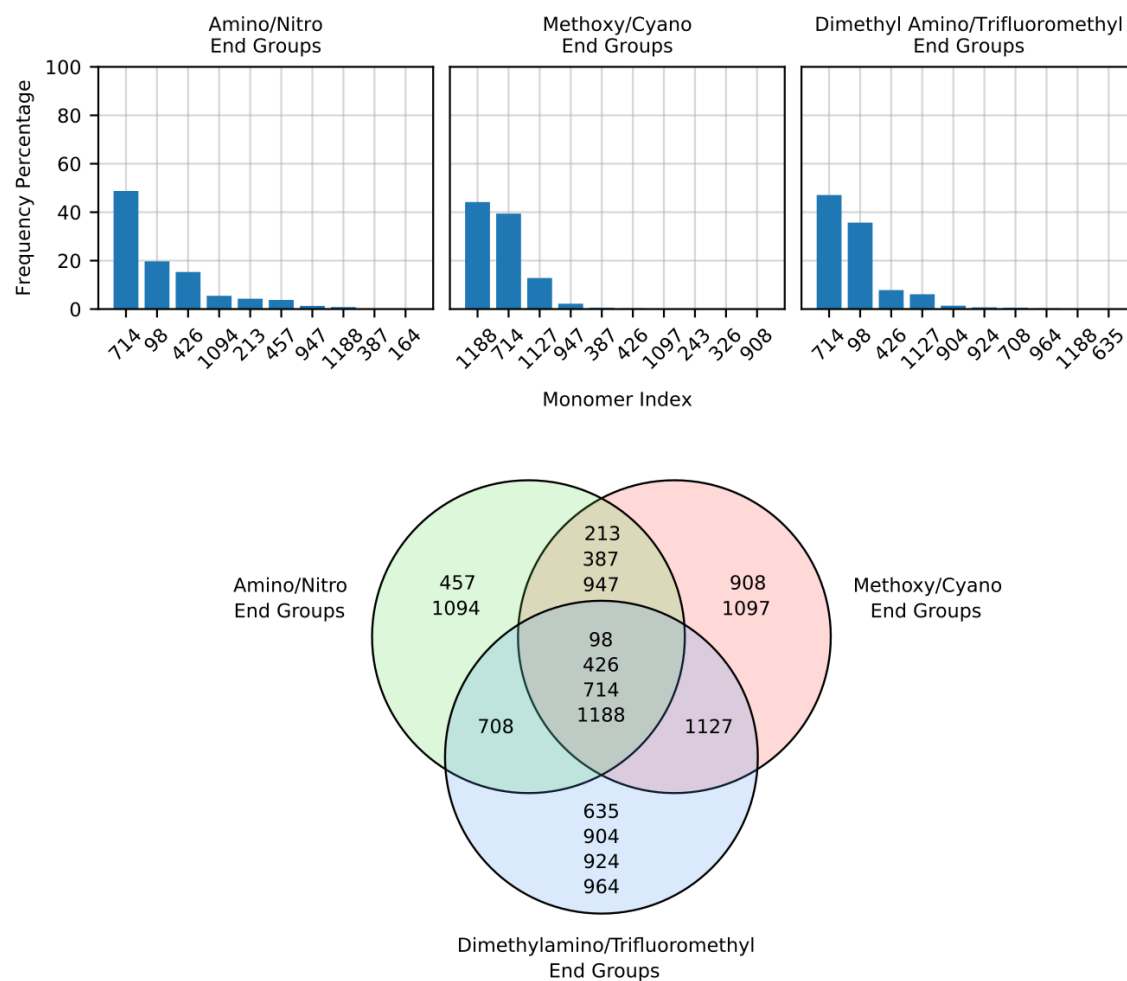 Amino/Nitro
End Groups
Methoxy/Cyano
End Groups
Dimethyl Amino/Trifluoromethyl
End Groups
Frequency Percentage
100
80
60
40
20
0
714 98 426 1094 213 457 947 1188 387 164
1188 714 1127 947 387 426 1097 243 326 908
714 98 426 1127 904 924 708 964 1188 635
Monomer Index
Amino/Nitro
End Groups
457
1094
213
387
947
908
1097
Methoxy/Cyano
End Groups
98
426
714
1188
708
1127
635
904
924
964
Dimethylamino/Trifluoromethyl
End Groups